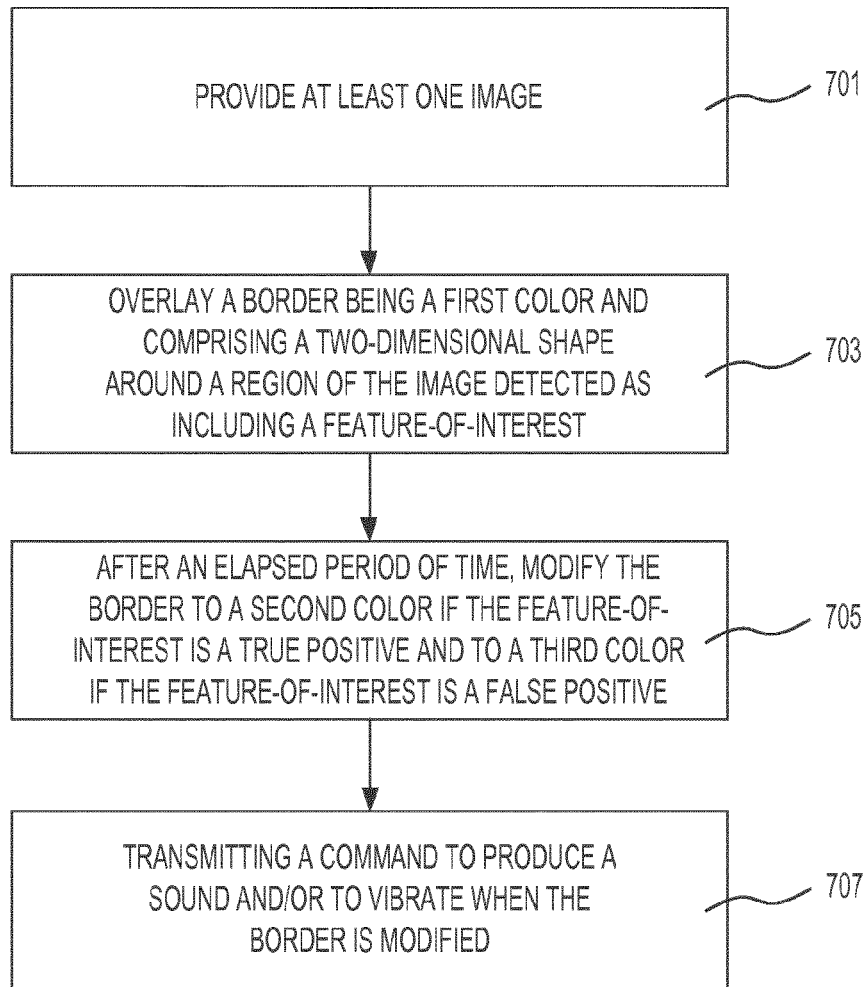 PROVIDE AT LEAST ONE IMAGE
701
OVERLAY A BORDER BEING A FIRST COLOR AND
COMPRISING A TWO-DIMENSIONAL SHAPE
AROUND A REGION OF THE IMAGE DETECTED AS
INCLUDING A FEATURE-OF-INTEREST
703
AFTER AN ELAPSED PERIOD OF TIME, MODIFY THE
BORDER TO A SECOND COLOR IF THE FEATURE-OF-
INTEREST IS A TRUE POSITIVE AND TO A THIRD COLOR
IF THE FEATURE-OF-INTEREST IS A FALSE POSITIVE
705
TRANSMITTING A COMMAND TO PRODUCE A
SOUND AND/OR TO VIBRATE WHEN THE
BORDER IS MODIFIED
707